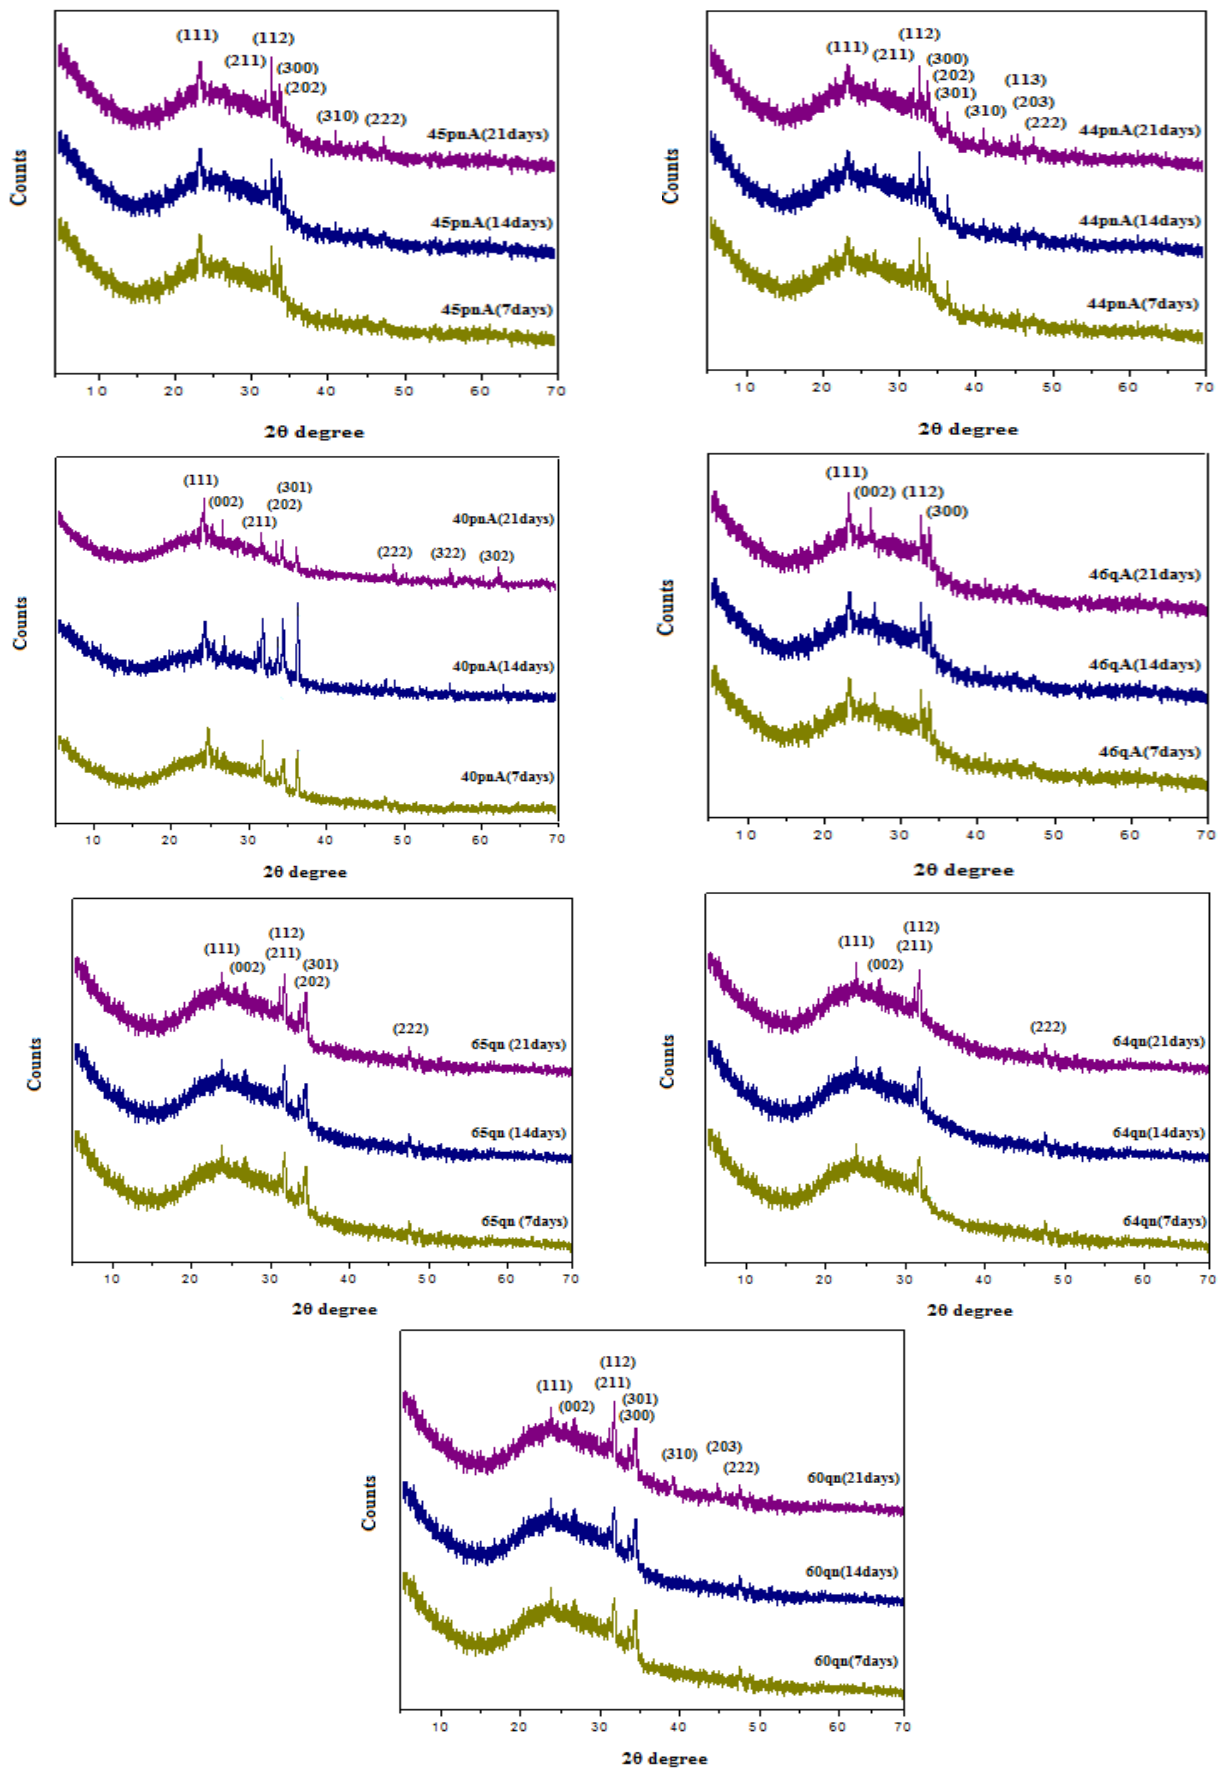 (111)
(112)
(211)
(300)
(202)
(310) (222)
45pnA(21days)
45pnA(14days)
45pnA(7days)
Counts
10 20 30 40 50 60 70
2θ degree
(112)
(111) (211)
(300)
(202)
(301)
(113)
(310)
(203)
(222)
44pnA(21days)
44pnA(14days)
44pnA(7days)
Counts
10 20 30 40 50 60 70
2θ degree
(111)
(301)
(002)
(202)
(211)
(222) (322) (302)
40pnA(21days)
40pnA(14days)
40pnA(7days)
Counts
10 20 30 40 50 60 70
2θ degree
(111)
(002) (112)
(300)
46qA(21days)
46qA(14days)
46qA(7days)
Counts
10 20 30 40 50 60 70
2θ degree
(112)
(111) (211)
(002) (301)
(202)
(222)
65qn (21days)
65qn (14days)
65qn (7days)
Counts
10 20 30 40 50 60 70
2θ degree
(112)
(111) (211)
(002)
(222)
64qn(21days)
64qn(14days)
64qn(7days)
Counts
10 20 30 40 50 60 70
2θ degree
(112)
(111) (211)
(301)
(002) (300)
(310) (203)
(222)
60qn(21days)
60qn(14days)
60qn(7days)
Counts
10 20 30 40 50 60 70
2θ degree